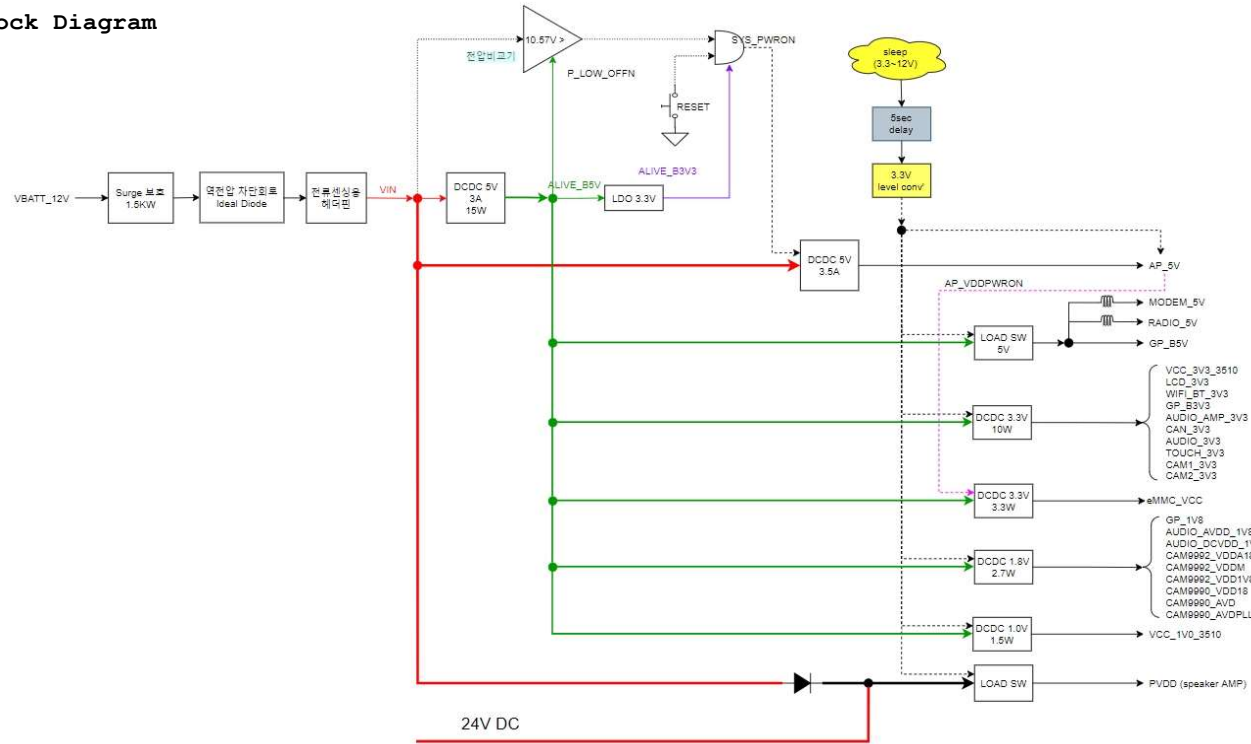 ock Diagram
10.57V >
전압비교기
P_LOW_OFFN
SYS_PWRON
RESET
sleep
(3.3~12V)
5sec
delay
3.3V
level conv'
VBATT_12V
Surge 보호
1.5KW
역전압 차단회로
Ideal Diode
전류센싱용
헤더핀
VIN
DCDC 5V
3A
15W
ALIVE_B5V
LDO 3.3V
ALIVE_B3V3
DCDC 5V
3.5A
AP_5V
AP_VDDPWRON
LOAD SW
5V
MODEM_5V
RADIO_5V
GP_B5V
DCDC 3.3V
10W
VCC_3V3_3510
LCD_3V3
WIFI_BT_3V3
GP_B3V3
AUDIO_AMP_3V3
CAN_3V3
AUDIO_3V3
TOUCH_3V3
CAM1_3V3
CAM2_3V3
DCDC 3.3V
3.3W
eMMC_VCC
DCDC 1.8V
2.7W
GP_1V8
AUDIO_AVDD_1V8
AUDIO_DCVDD_1V
CAM9992_VDDA18
CAM9992_VDDM
CAM9992_VDD1V8
CAM9990_VDD18
CAM9990_AVD
CAM9990_AVDPLL
DCDC 1.0V
1.5W
VCC_1V0_3510
LOAD SW
PVDD (speaker AMP)
24V DC